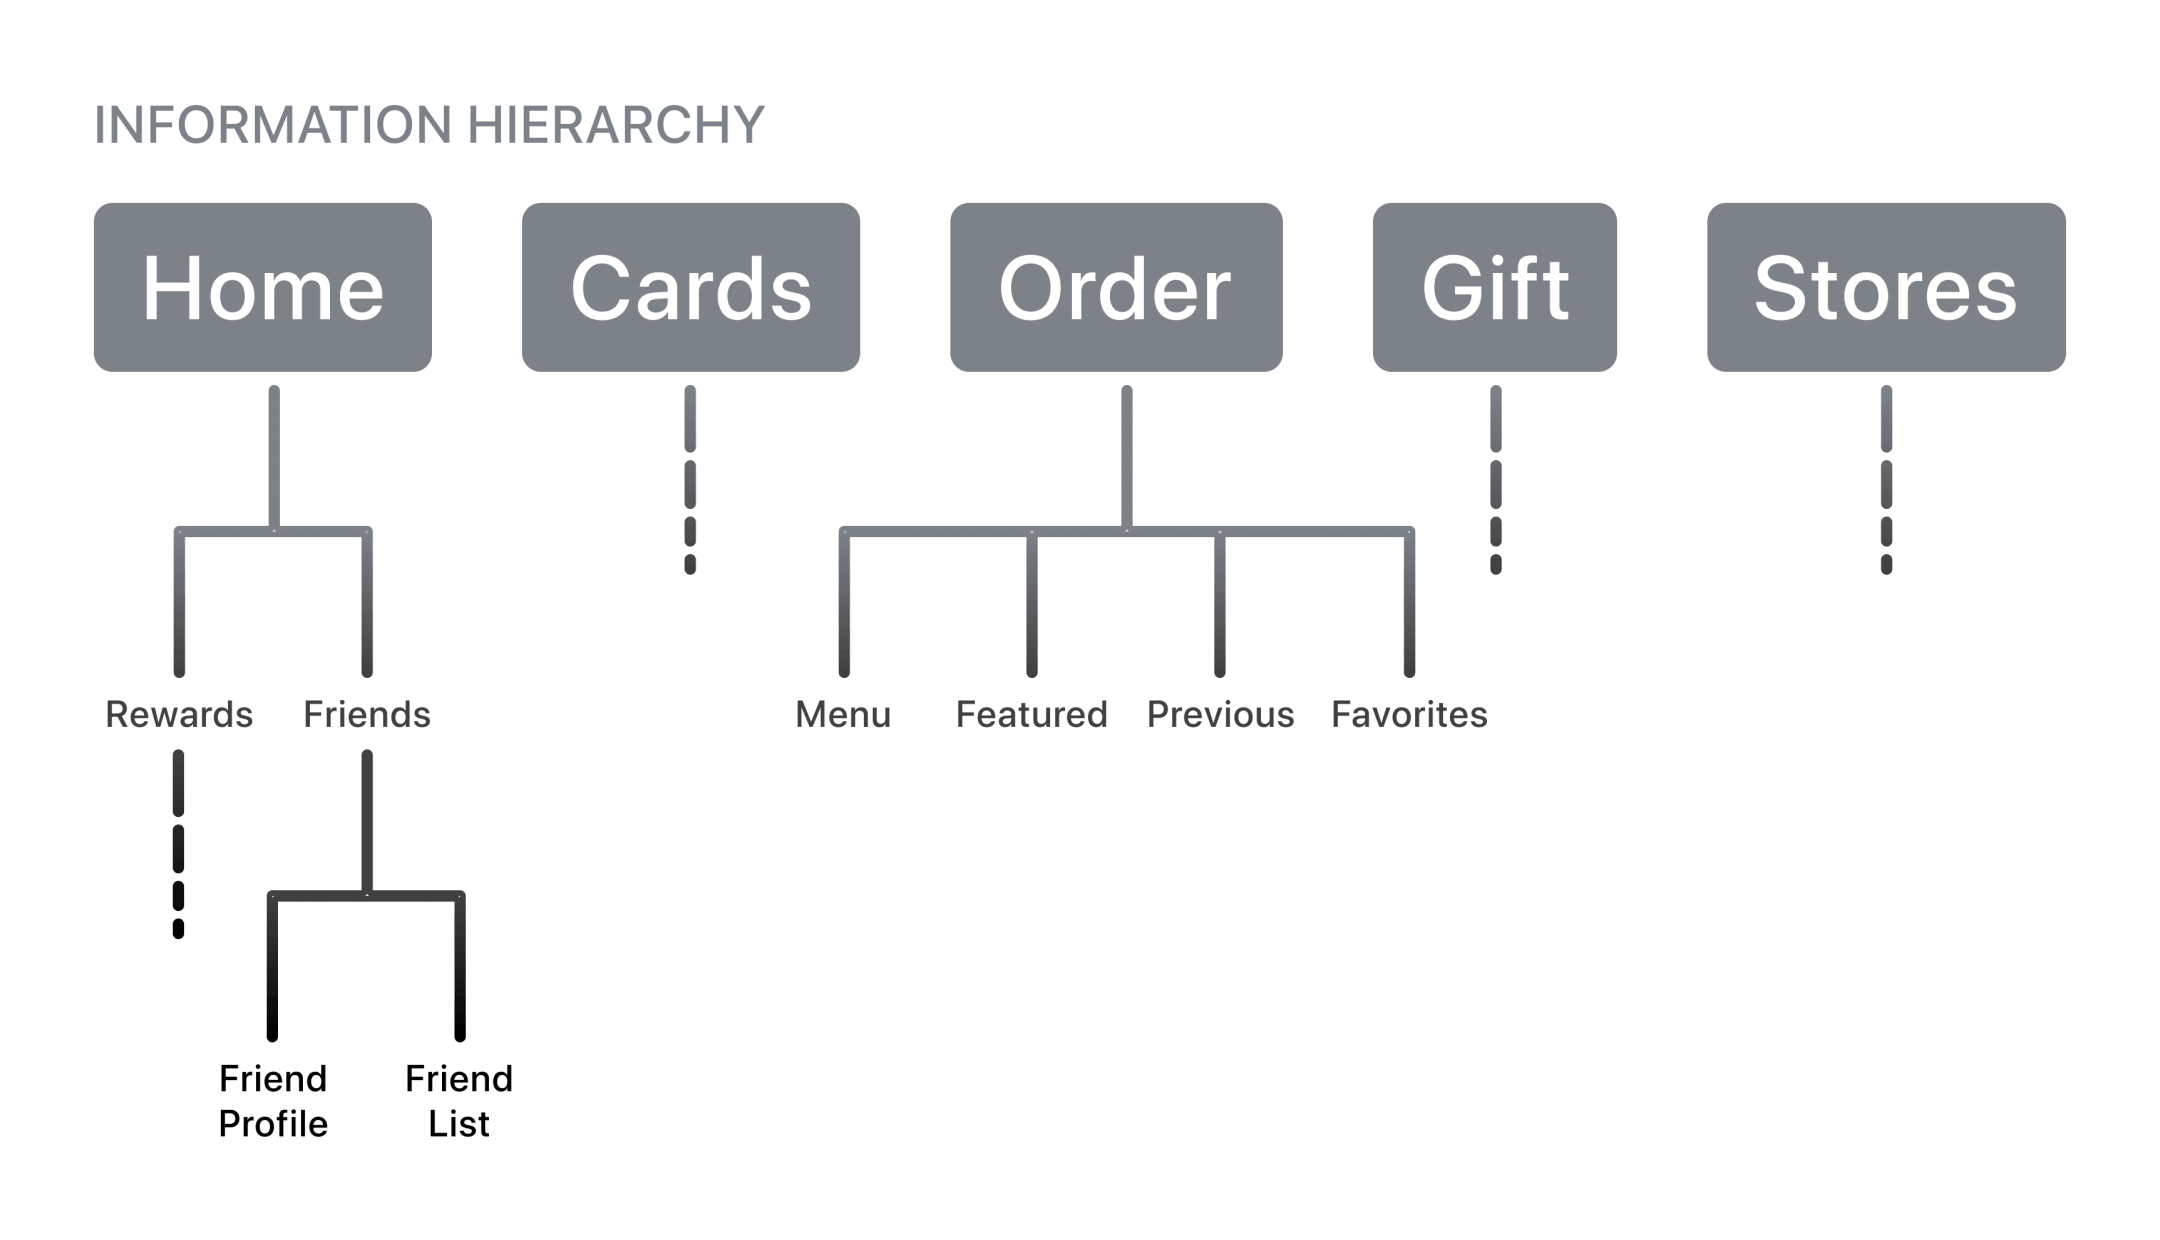 INFORMATION HIERARCHY
Home Cards Order Gift Stores
Rewards Friends Menu Featured Previous Favorites
Friend Friend
Profile List